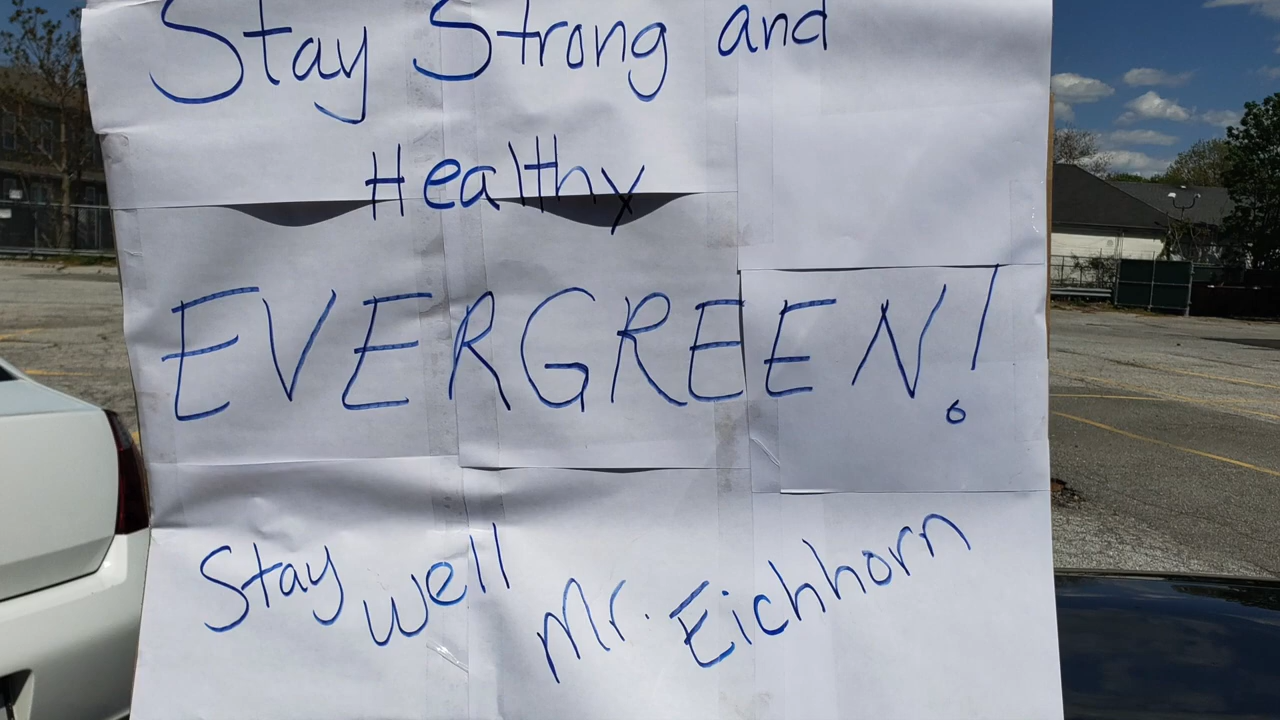 Stay Strong and
Healthy
EVERGREEN!
Stay well
Mr. Eichhorn